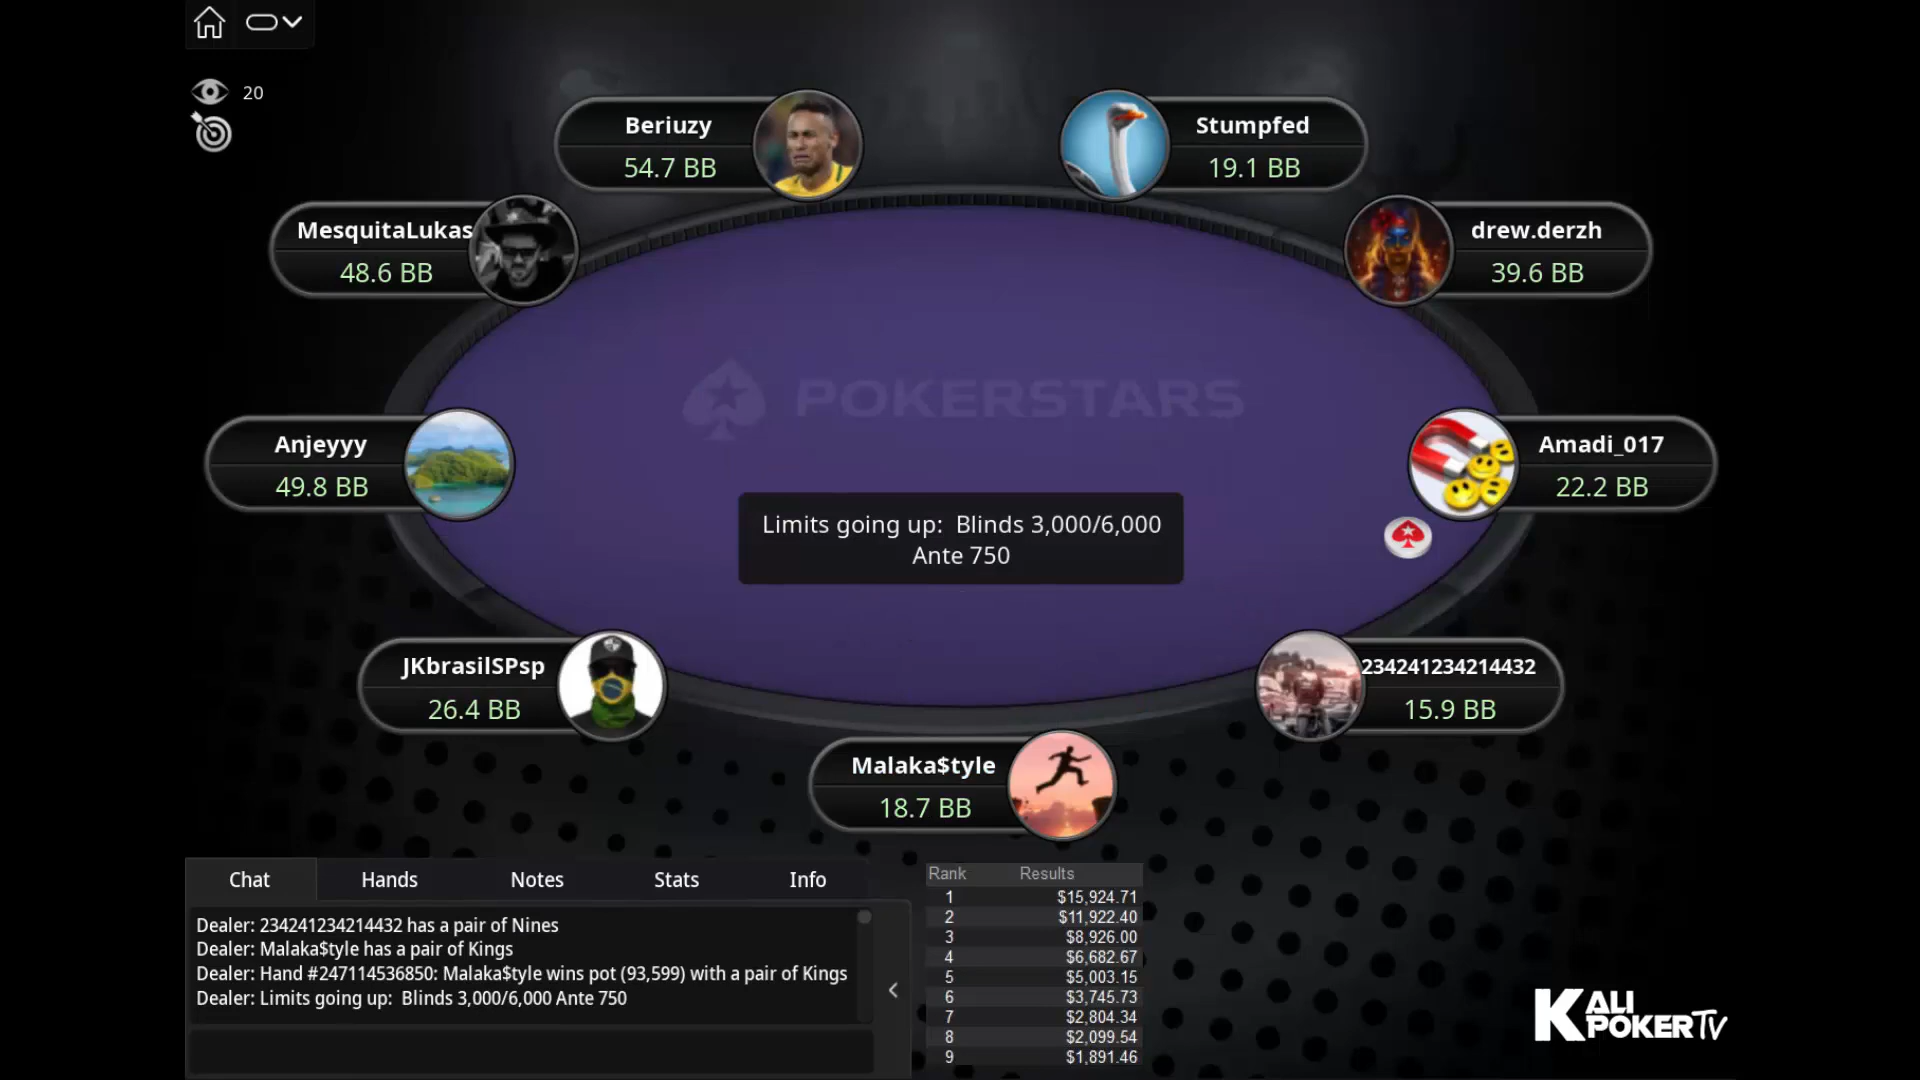 20
Beriuzy
54.7 BB
Stumpfed
19.1 BB
MesquitaLukas
48.6 BB
drew.derzh
39.6 BB
POKERSTARS
Anjeyyy
49.8 BB
Amadi_017
22.2 BB
Limits going up:  Blinds 3,000/6,000
Ante 750
JKbrasilSPsp
26.4 BB
234241234214432
15.9 BB
Malaka$tyle
18.7 BB
Chat Hands Notes Stats Info
Dealer: 234241234214432 has a pair of Nines
Dealer: Malaka$tyle has a pair of Kings
Dealer: Hand #247114536850: Malaka$tyle wins pot (93,599) with a pair of Kings
Dealer: Limits going up:  Blinds 3,000/6,000 Ante 750
Rank Results
1 $15,924.71
2 $11,922.40
3 $8,926.00
4 $6,682.67
5 $5,003.15
6 $3,745.73
7 $2,804.34
8 $2,099.54
9 $1,891.46
KALI
POKER TV